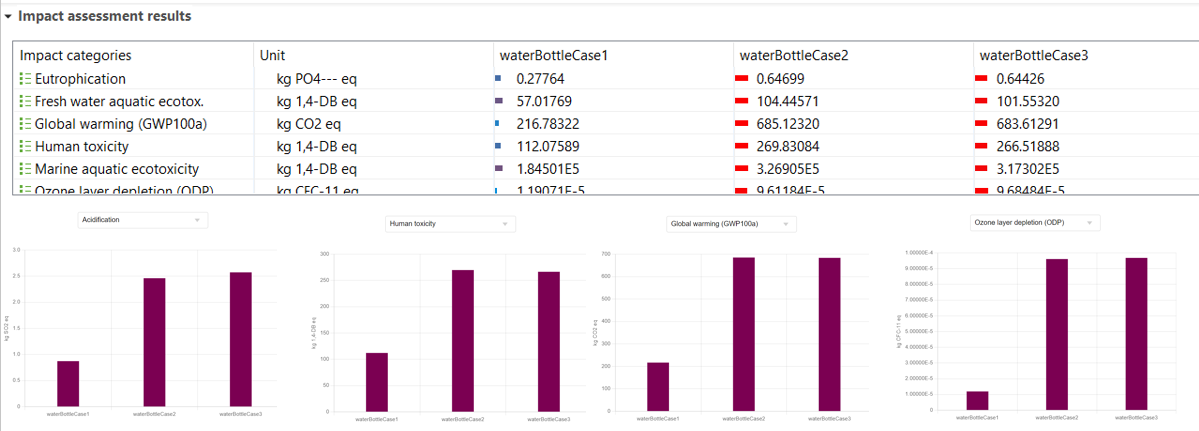 Impact assessment results
Impact categories Unit waterBottleCase1 waterBottleCase2 waterBottleCase3
Eutrophication kg PO4--- eq 0.27764 0.64699 0.64426
Fresh water aquatic ecotox. kg 1,4-DB eq 57.01769 104.44571 101.55320
Global warming (GWP100a) kg CO2 eq 216.78322 685.12320 683.61291
Human toxicity kg 1,4-DB eq 112.07589 269.83084 266.51888
Marine aquatic ecotoxicity kg 1,4-DB eq 1.84501E5 3.26905E5 3.17302E5
Ozone layer depletion (ODP) kg CFC-11 eq 1.19071E-5 9.61184E-5 9.68484E-5
Acidification
3.0
2.5
2.0
1.5
1.0
0.5
0
kg SO2 eq
waterBottleCase1 waterBottleCase2 waterBottleCase3
Human toxicity
300
250
200
150
100
50
0
kg 1,4-DB eq
waterBottleCase1 waterBottleCase2 waterBottleCase3
Global warming (GWP100a)
700
600
500
400
300
200
100
0
kg CO2 eq
waterBottleCase1 waterBottleCase2 waterBottleCase3
Ozone layer depletion (ODP)
1.00000E-4
9.00000E-5
8.00000E-5
7.00000E-5
6.00000E-5
5.00000E-5
4.00000E-5
3.00000E-5
2.00000E-5
1.00000E-5
0
kg CFC-11 eq
waterBottleCase1 waterBottleCase2 waterBottleCase3